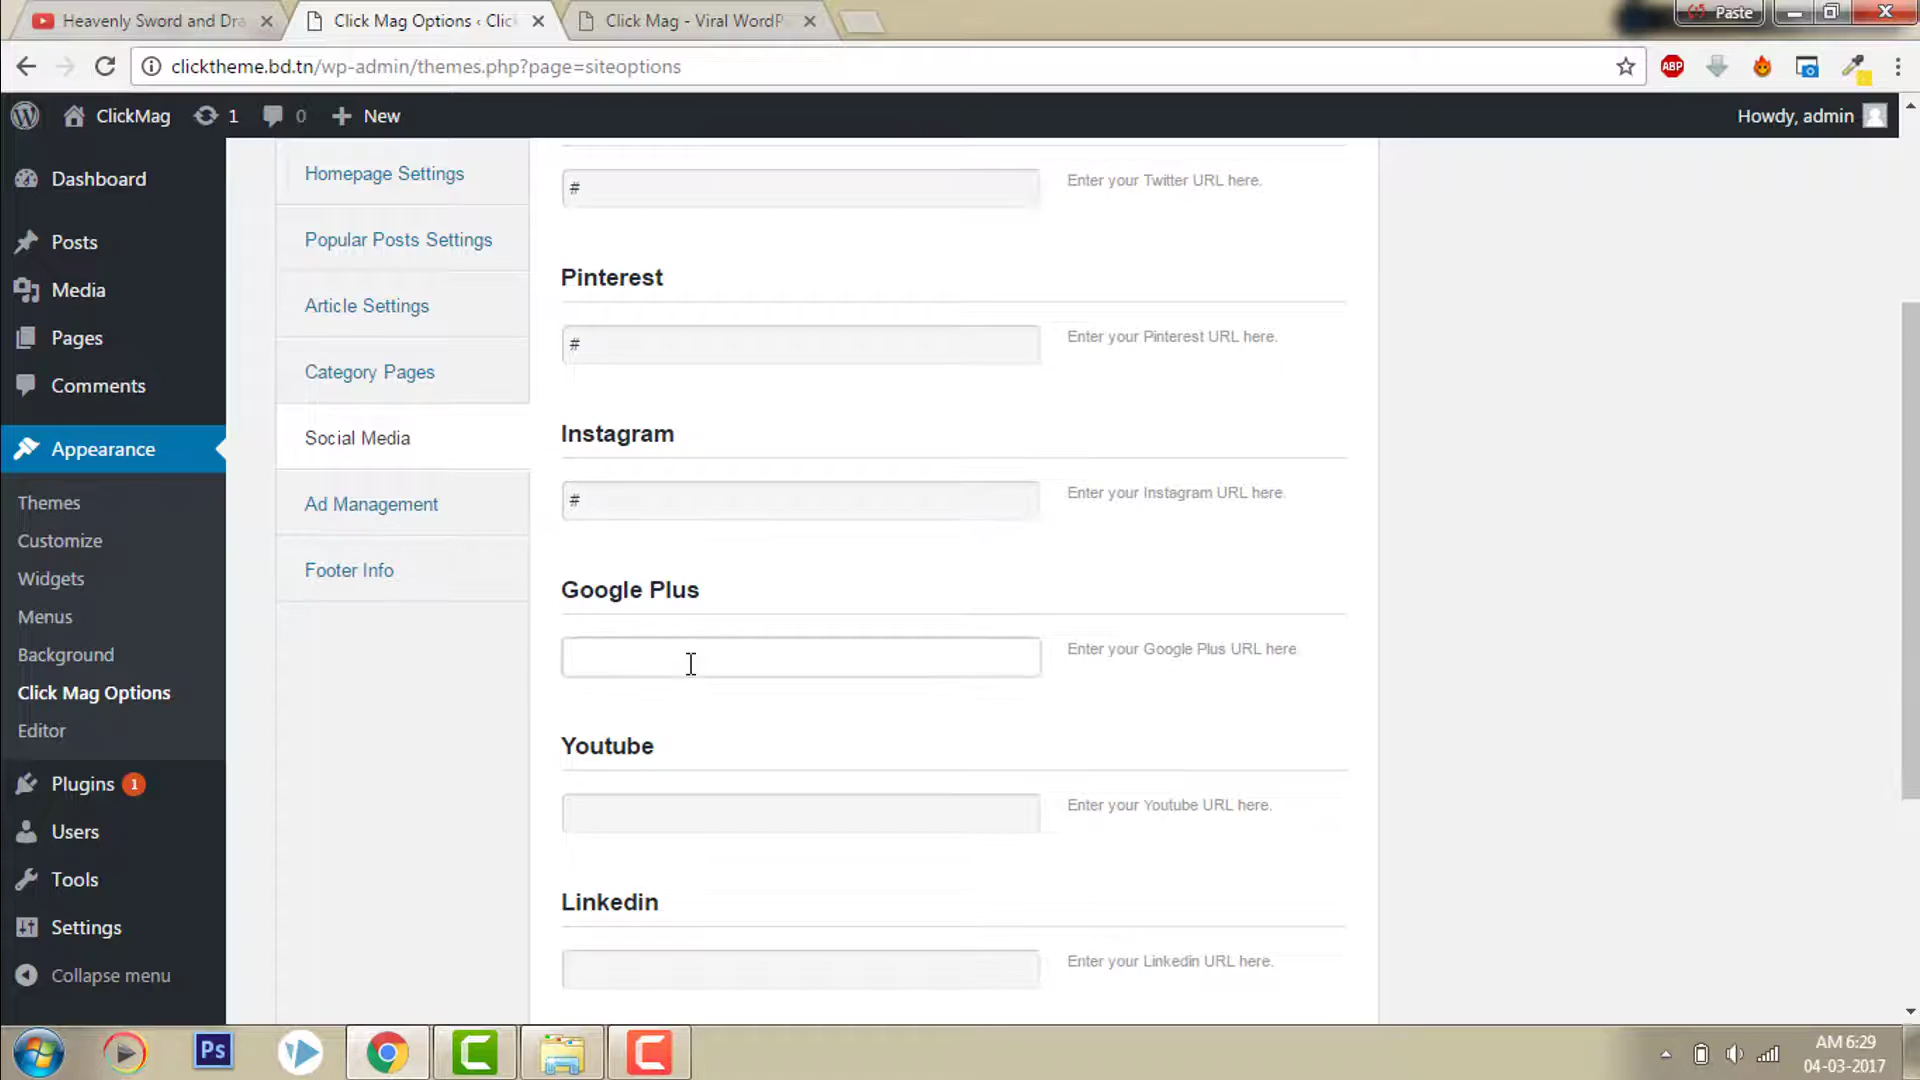 Heavenly Sword and Dra
Click Mag Options ‹ Click
Click Mag - Viral WordP
Paste
clicktheme.bd.tn/wp-admin/themes.php?page=siteoptions
ABP
ClickMag
1
0
New
Howdy, admin
Dashboard
Posts
Media
Pages
Comments
Appearance
Themes
Customize
Widgets
Menus
Background
Click Mag Options
Editor
Plugins 1
Users
Tools
Settings
Collapse menu
Homepage Settings
Popular Posts Settings
Article Settings
Category Pages
Social Media
Ad Management
Footer Info
#
Enter your Twitter URL here.
Pinterest
#
Enter your Pinterest URL here.
Instagram
#
Enter your Instagram URL here.
Google Plus
Enter your Google Plus URL here
Youtube
Enter your Youtube URL here.
Linkedin
Enter your Linkedin URL here.
Ps
AM 6:29
04-03-2017